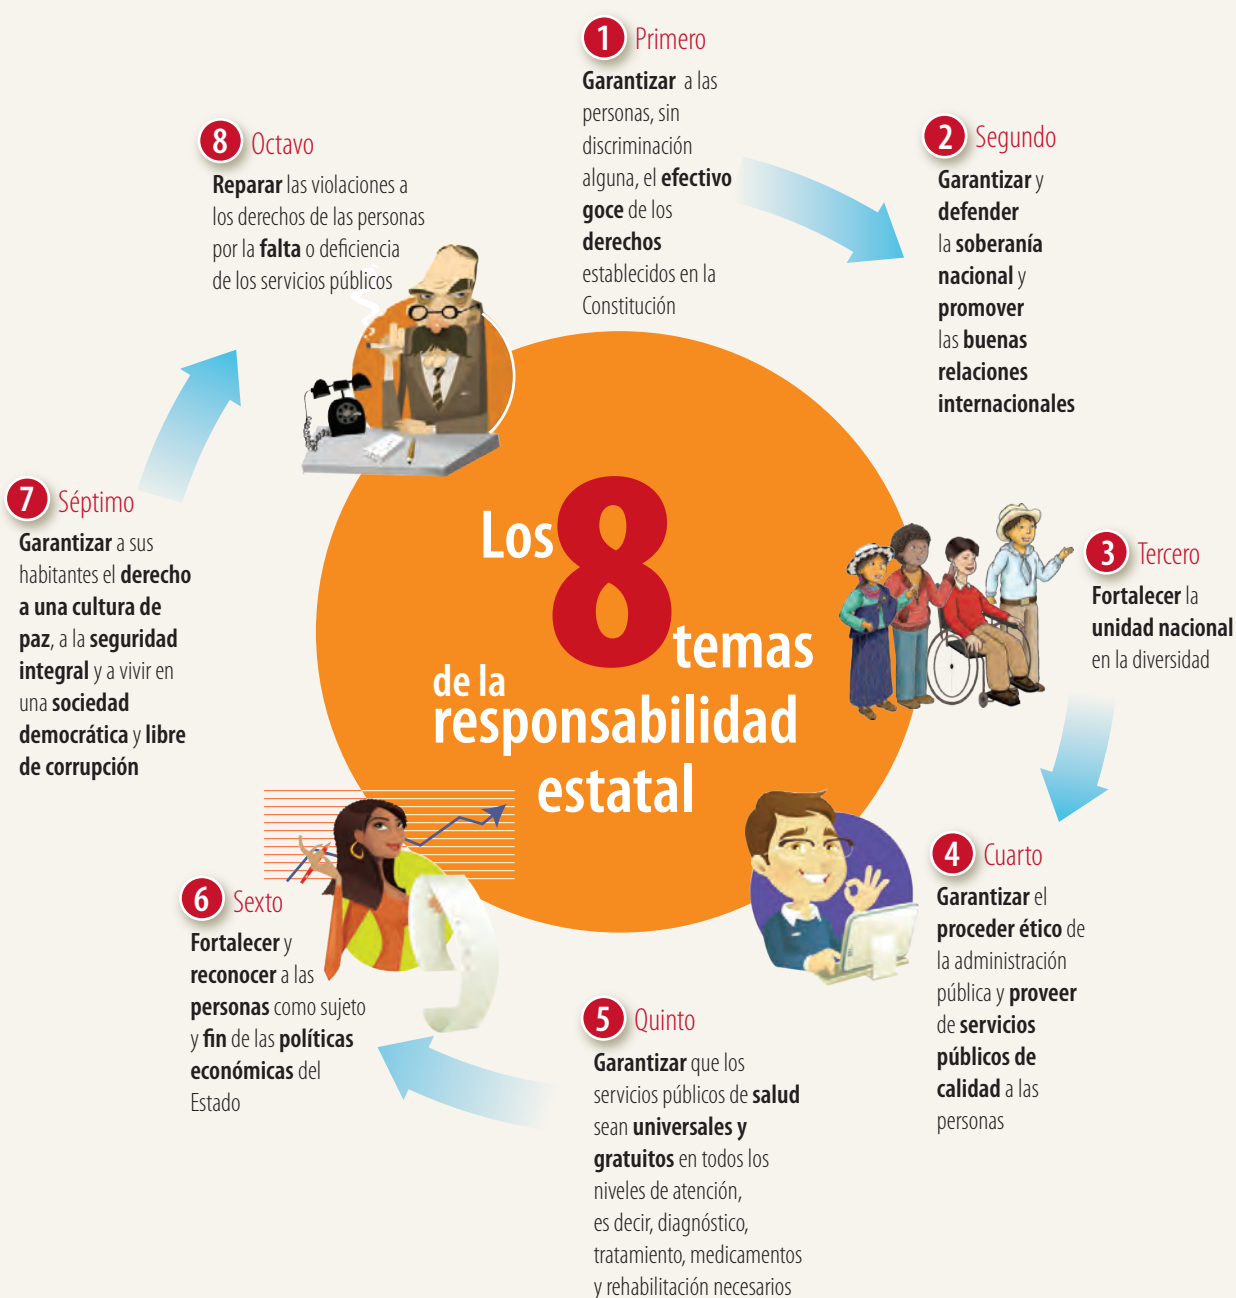 1 Primero
Garantizar a las
personas, sin
discriminación
alguna, el efectivo
goce de los
derechos
establecidos en la
Constitución
2 Segundo
Garantizar y
defender
la soberanía
nacional y
promover
las buenas
relaciones
internacionales
3 Tercero
Fortalecer la
unidad nacional
en la diversidad
4 Cuarto
Garantizar el
proceder ético de
la administración
pública y proveer
de servicios
públicos de
calidad a las
personas
5 Quinto
Garantizar que los
servicios públicos de salud
sean universales y
gratuitos en todos los
niveles de atención,
es decir, diagnóstico,
tratamiento, medicamentos
y rehabilitación necesarios
6 Sexto
Fortalecer y
reconocer a las
personas como sujeto
y fin de las políticas
económicas del
Estado
7 Séptimo
Garantizar a sus
habitantes el derecho
a una cultura de
paz, a la seguridad
integral y a vivir en
una sociedad
democrática y libre
de corrupción
8 Octavo
Reparar las violaciones a
los derechos de las personas
por la falta o deficiencia
de los servicios públicos
Los 8
temas
de la
responsabilidad
estatal